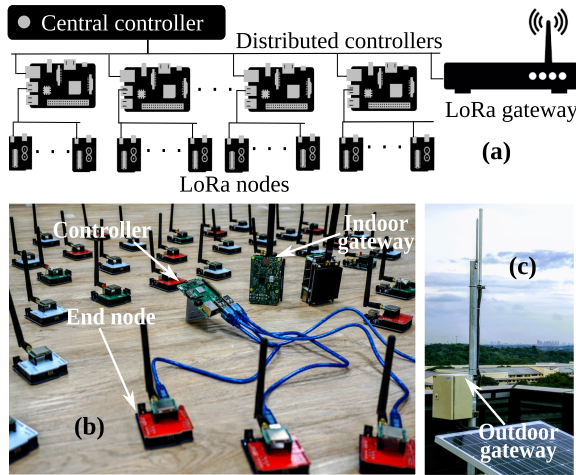 Central controller
Distributed controllers
LoRa gateway
(a)
LoRa nodes
Controller
Indoor
gateway
End node
(b)
(c)
Outdoor
gateway